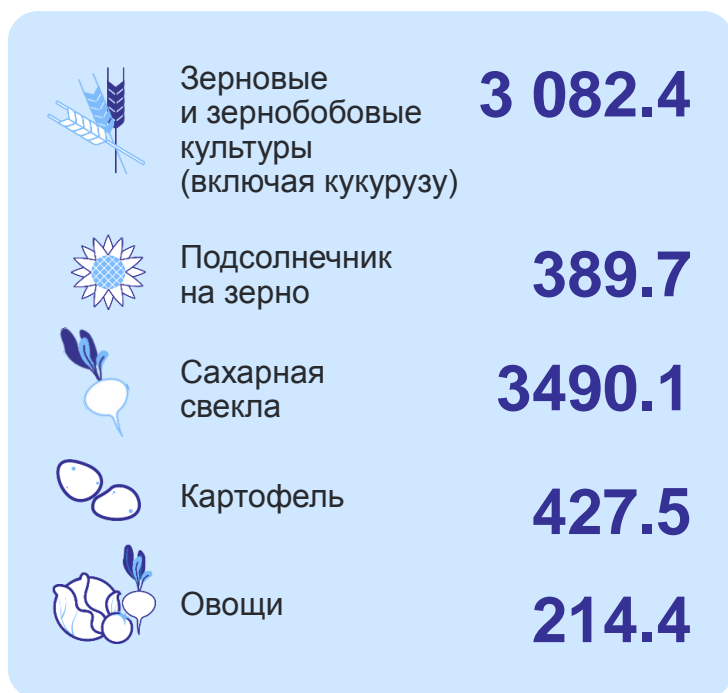 Зерновые
и зернобобовые
культуры
(включая кукурузу)
3 082.4
Подсолнечник
на зерно
389.7
Сахарная
свекла
3490.1
Картофель
427.5
Овощи
214.4